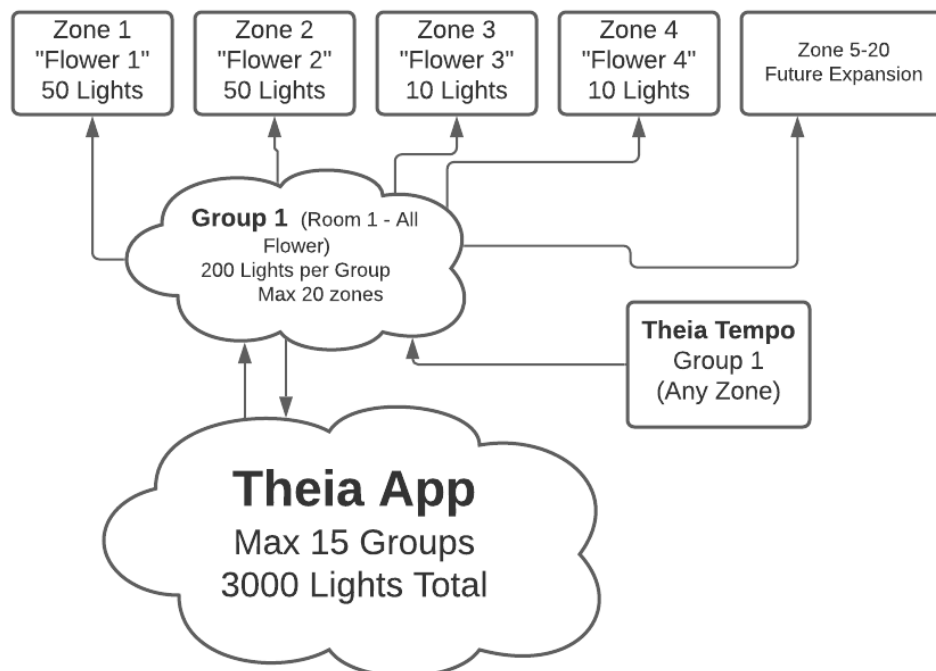 Zone 1
"Flower 1"
50 Lights
Zone 2
"Flower 2"
50 Lights
Zone 3
"Flower 3"
10 Lights
Zone 4
"Flower 4"
10 Lights
Zone 5-20
Future Expansion
Group 1 (Room 1 - All
Flower)
200 Lights per Group
Max 20 zones
Theia Tempo
Group 1
(Any Zone)
Theia App
Max 15 Groups
3000 Lights Total